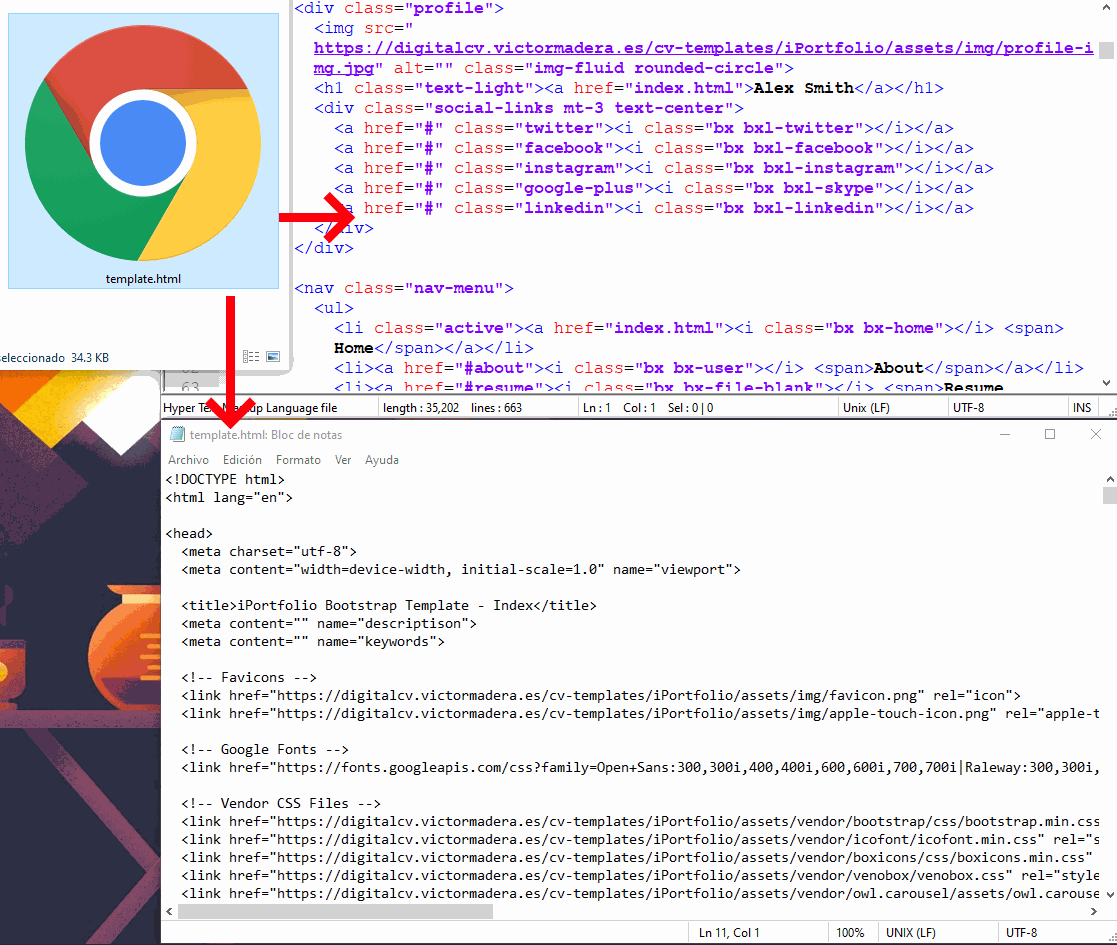 template.html
eleccionado 34.3 KB
<div class="profile">
<img src="
https://digitalcv.victormadera.es/cv-templates/iPortfolio/assets/img/profile-i
mg.jpg" alt="" class="img-fluid rounded-circle">
<h1 class="text-light"><a href="index.html">Alex Smith</a></h1>
<div class="social-links mt-3 text-center">
<a href="#" class="twitter"><i class="bx bxl-twitter"></i></a>
<a href="#" class="facebook"><i class="bx bxl-facebook"></i></a>
<a href="#" class="instagram"><i class="bx bxl-instagram"></i></a>
<a href="#" class="google-plus"><i class="bx bxl-skype"></i></a>
a href="#" class="linkedin"><i class="bx bxl-linkedin"></i></a>
</div>
</div>
<nav class="nav-menu">
<ul>
<li class="active"><a href="index.html"><i class="bx bx-home"></i> <span>
Home</span></a></li>
<li><a href="#about"><i class="bx bx-user"></i> <span>About</span></a></li>
63 <li><a href="#resume"><i class="bx bx-file-blank"></i> <span>Resume
Hyper Text Markup Language file length : 35,202 lines : 663 Ln : 1 Col : 1 Sel : 0 | 0 Unix (LF) UTF-8 INS
template.html: Bloc de notas
Archivo Edición Formato Ver Ayuda
<!DOCTYPE html>
<html lang="en">
<head>
<meta charset="utf-8">
<meta content="width=device-width, initial-scale=1.0" name="viewport">
<title>iPortfolio Bootstrap Template - Index</title>
<meta content="" name="descriptison">
<meta content="" name="keywords">
<!-- Favicons -->
<link href="https://digitalcv.victormadera.es/cv-templates/iPortfolio/assets/img/favicon.png" rel="icon">
<link href="https://digitalcv.victormadera.es/cv-templates/iPortfolio/assets/img/apple-touch-icon.png" rel="apple-t
<!-- Google Fonts -->
<link href="https://fonts.googleapis.com/css?family=Open+Sans:300,300i,400,400i,600,600i,700,700i|Raleway:300,300i,
<!-- Vendor CSS Files -->
<link href="https://digitalcv.victormadera.es/cv-templates/iPortfolio/assets/vendor/bootstrap/css/bootstrap.min.css
<link href="https://digitalcv.victormadera.es/cv-templates/iPortfolio/assets/vendor/icofont/icofont.min.css" rel="s
<link href="https://digitalcv.victormadera.es/cv-templates/iPortfolio/assets/vendor/boxicons/css/boxicons.min.css"
<link href="https://digitalcv.victormadera.es/cv-templates/iPortfolio/assets/vendor/venobox/venobox.css" rel="style
<link href="https://digitalcv.victormadera.es/cv-templates/iPortfolio/assets/vendor/owl.carousel/assets/owl.carouse
Ln 11, Col 1 100% UNIX (LF) UTF-8